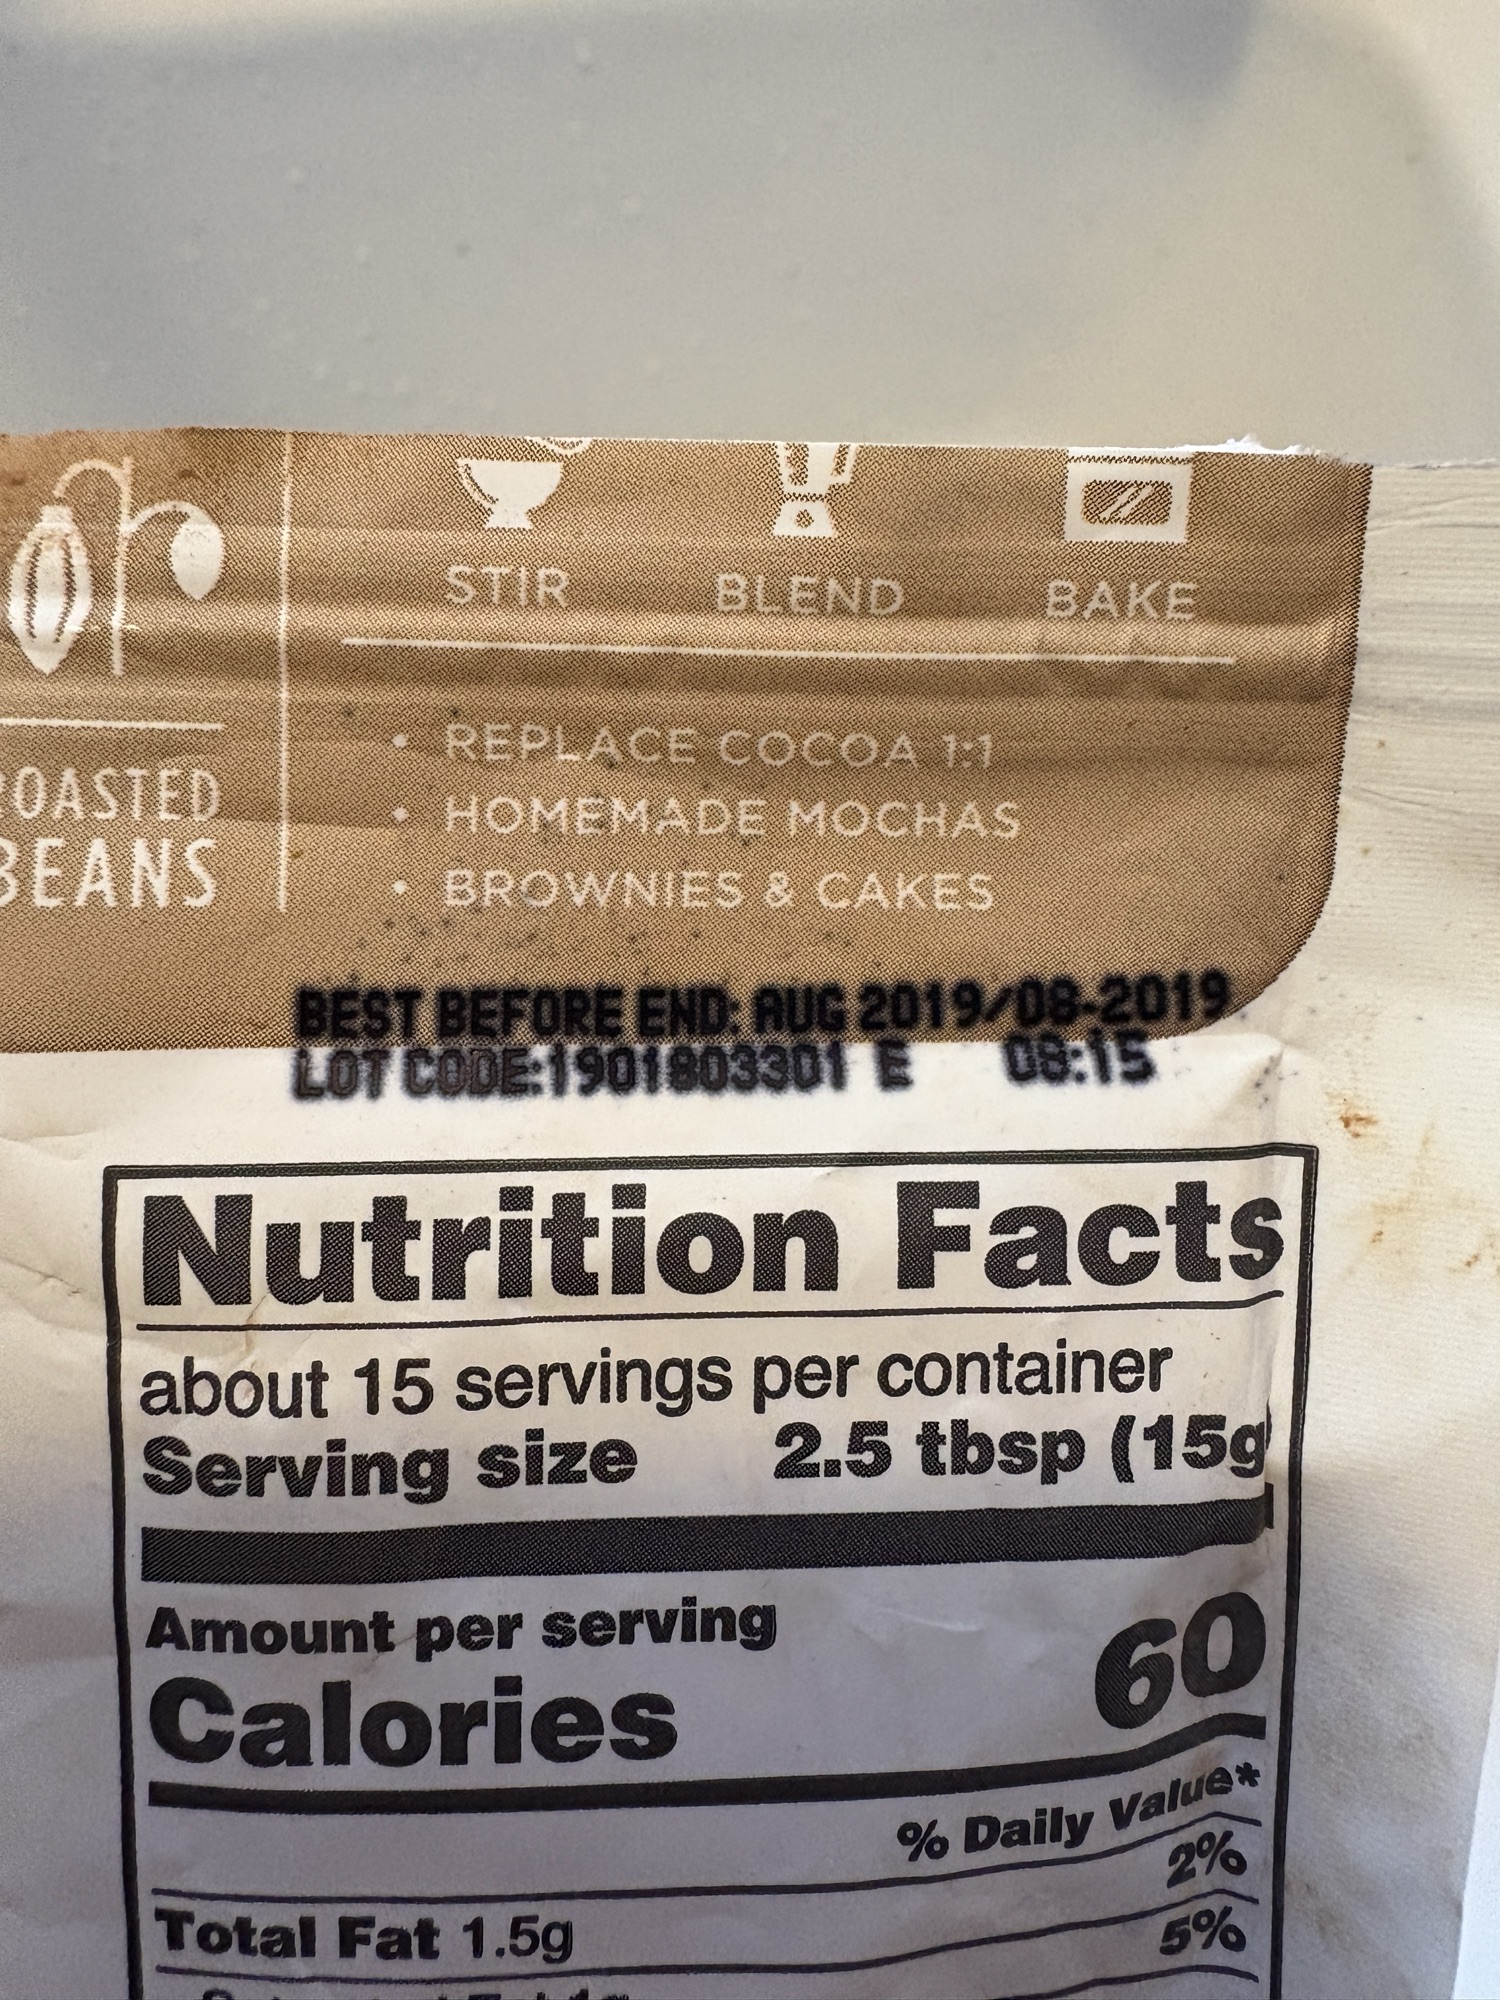 STIR BLEND BAKE
OASTED
BEANS
• REPLACE COCOA 1:1
• HOMEMADE MOCHAS
• BROWNIES & CAKES
BEST BEFORE END: AUG 2019/08-2019
LOT CODE:1901803301 E 08:15
Nutrition Facts
about 15 servings per container
Serving size 2.5 tbsp (15g
Amount per serving
Calories 60
% Daily Value*
2%
Total Fat 1.5g
5%